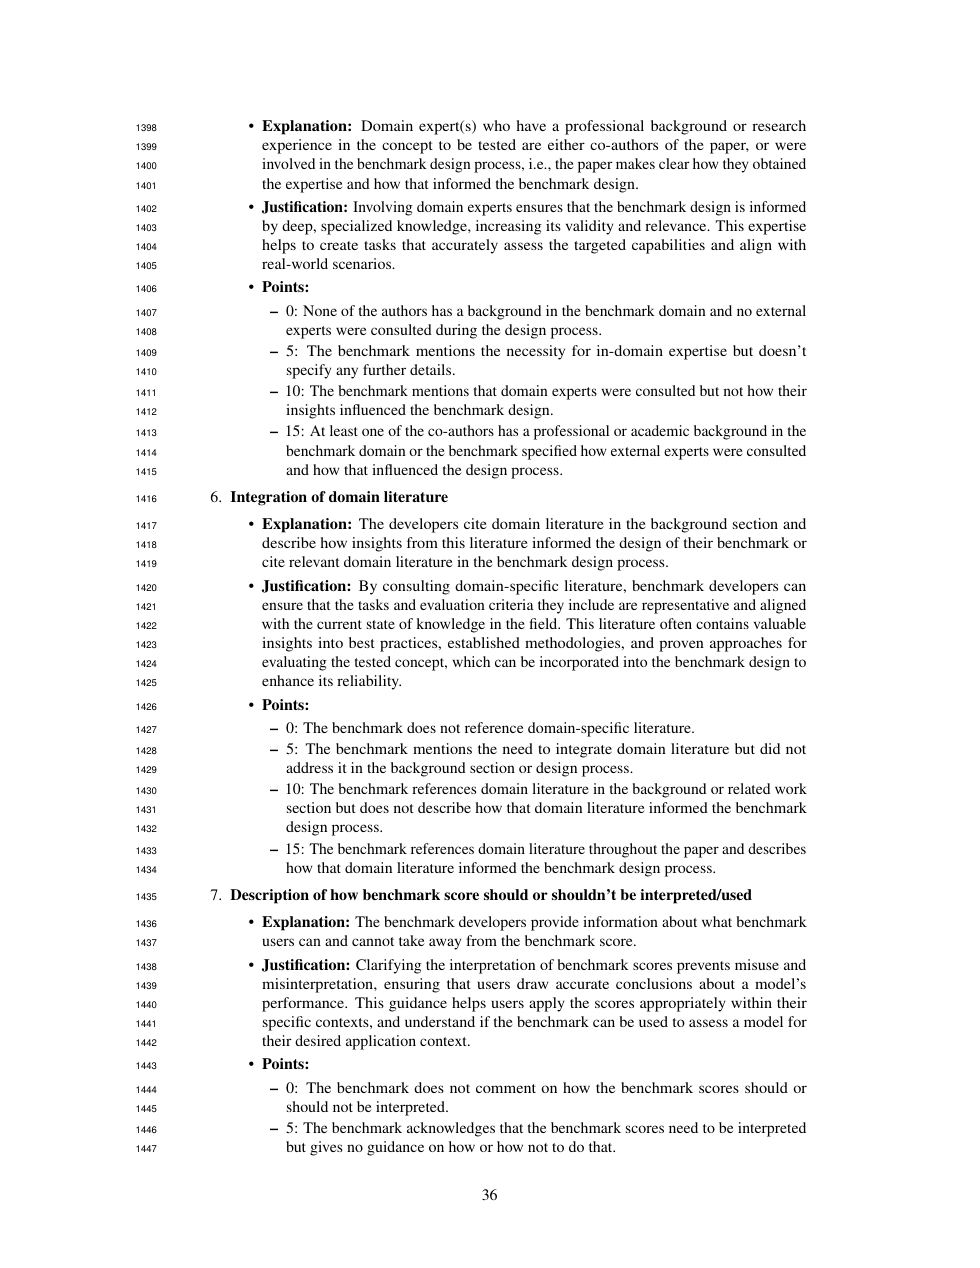 1398 • Explanation: Domain expert(s) who have a professional background or research
1399 experience in the concept to be tested are either co-authors of the paper, or were
1400 involved in the benchmark design process, i.e., the paper makes clear how they obtained
1401 the expertise and how that informed the benchmark design.
1402 • Justification: Involving domain experts ensures that the benchmark design is informed
1403 by deep, specialized knowledge, increasing its validity and relevance. This expertise
1404 helps to create tasks that accurately assess the targeted capabilities and align with
1405 real-world scenarios.
1406 • Points:
1407 – 0: None of the authors has a background in the benchmark domain and no external
1408 experts were consulted during the design process.
1409 – 5: The benchmark mentions the necessity for in-domain expertise but doesn't
1410 specify any further details.
1411 – 10: The benchmark mentions that domain experts were consulted but not how their
1412 insights influenced the benchmark design.
1413 – 15: At least one of the co-authors has a professional or academic background in the
1414 benchmark domain or the benchmark specified how external experts were consulted
1415 and how that influenced the design process.
1416 6. Integration of domain literature
1417 • Explanation: The developers cite domain literature in the background section and
1418 describe how insights from this literature informed the design of their benchmark or
1419 cite relevant domain literature in the benchmark design process.
1420 • Justification: By consulting domain-specific literature, benchmark developers can
1421 ensure that the tasks and evaluation criteria they include are representative and aligned
1422 with the current state of knowledge in the field. This literature often contains valuable
1423 insights into best practices, established methodologies, and proven approaches for
1424 evaluating the tested concept, which can be incorporated into the benchmark design to
1425 enhance its reliability.
1426 • Points:
1427 – 0: The benchmark does not reference domain-specific literature.
1428 – 5: The benchmark mentions the need to integrate domain literature but did not
1429 address it in the background section or design process.
1430 – 10: The benchmark references domain literature in the background or related work
1431 section but does not describe how that domain literature informed the benchmark
1432 design process.
1433 – 15: The benchmark references domain literature throughout the paper and describes
1434 how that domain literature informed the benchmark design process.
1435 7. Description of how benchmark score should or shouldn't be interpreted/used
1436 • Explanation: The benchmark developers provide information about what benchmark
1437 users can and cannot take away from the benchmark score.
1438 • Justification: Clarifying the interpretation of benchmark scores prevents misuse and
1439 misinterpretation, ensuring that users draw accurate conclusions about a model's
1440 performance. This guidance helps users apply the scores appropriately within their
1441 specific contexts, and understand if the benchmark can be used to assess a model for
1442 their desired application context.
1443 • Points:
1444 – 0: The benchmark does not comment on how the benchmark scores should or
1445 should not be interpreted.
1446 – 5: The benchmark acknowledges that the benchmark scores need to be interpreted
1447 but gives no guidance on how or how not to do that.
36